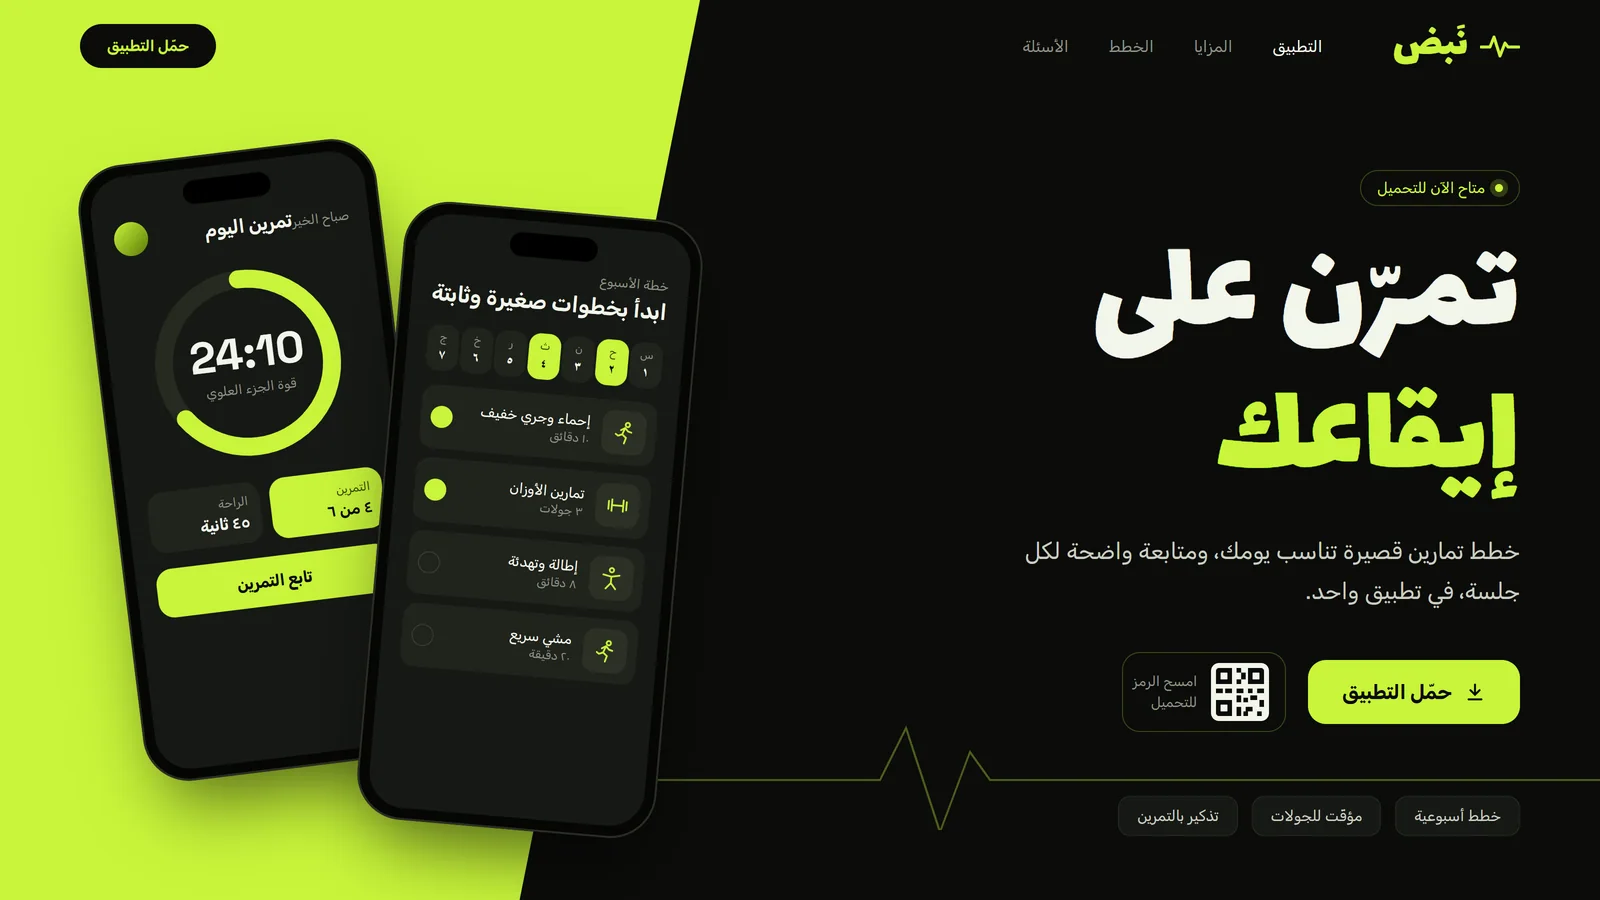 نَبض
التطبيق
المزايا
الخطط
الأسئلة
حمّل التطبيق
متاح الآن للتحميل
تمرّن على
إيقاعك
خطط تمارين قصيرة تناسب يومك، ومتابعة واضحة لكل
جلسة، في تطبيق واحد.
حمّل التطبيق
امسح الرمز
للتحميل
خطط أسبوعية
مؤقت للجولات
تذكير بالتمرين
خطة الأسبوع
ابدأ بخطوات صغيرة وثابتة
س ح ن ث ر خ ج
١ ٢ ٣ ٤ ٥ ٦ ٧
إحماء وجري خفيف
١٠ دقائق
تمارين الأوزان
٣ جولات
إطالة وتهدئة
٨ دقائق
مشي سريع
٢٠ دقيقة
صباح الخير
تمرين اليوم
24:10
قوة الجزء العلوي
التمرين
٤ من ٦
الراحة
٤٥ ثانية
تابع التمرين